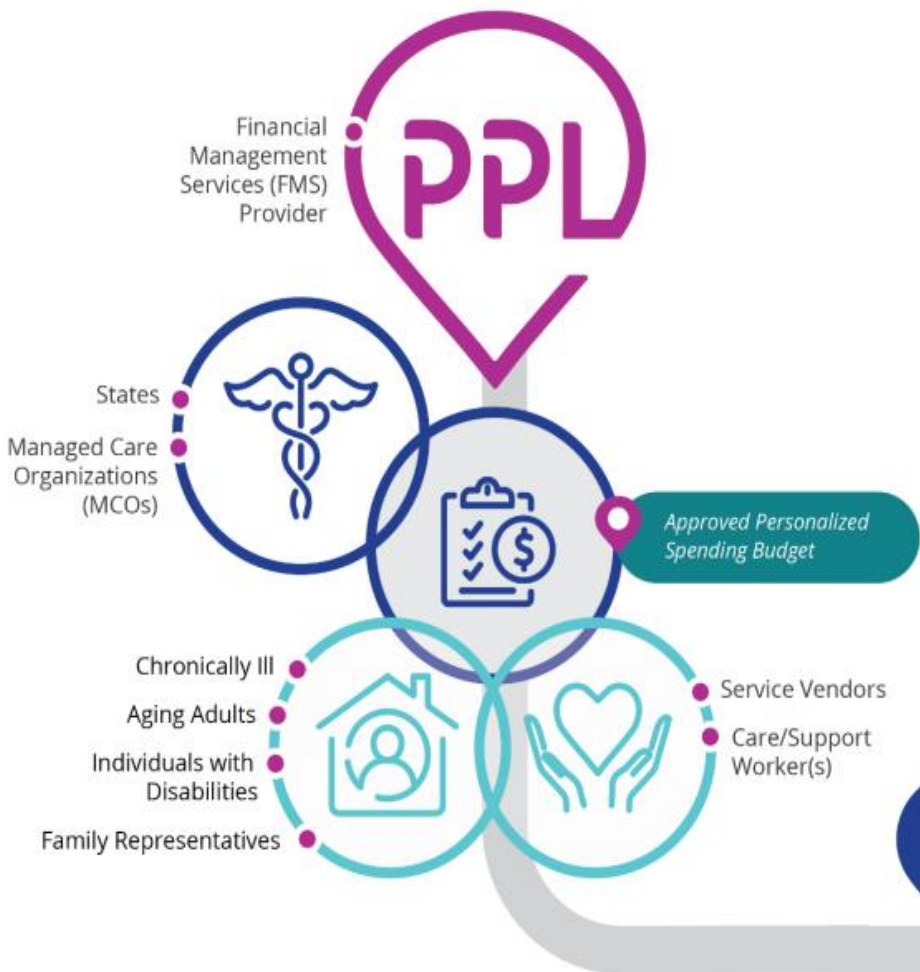 Financial
Management
Services (FMS)
Provider
PPL
States
Managed Care
Organizations
(MCOs)
$
Approved Personalized
Spending Budget
Chronically Ill
Aging Adults
Individuals with
Disabilities
Family Representatives
Service Vendors
Care/Support
Worker(s)